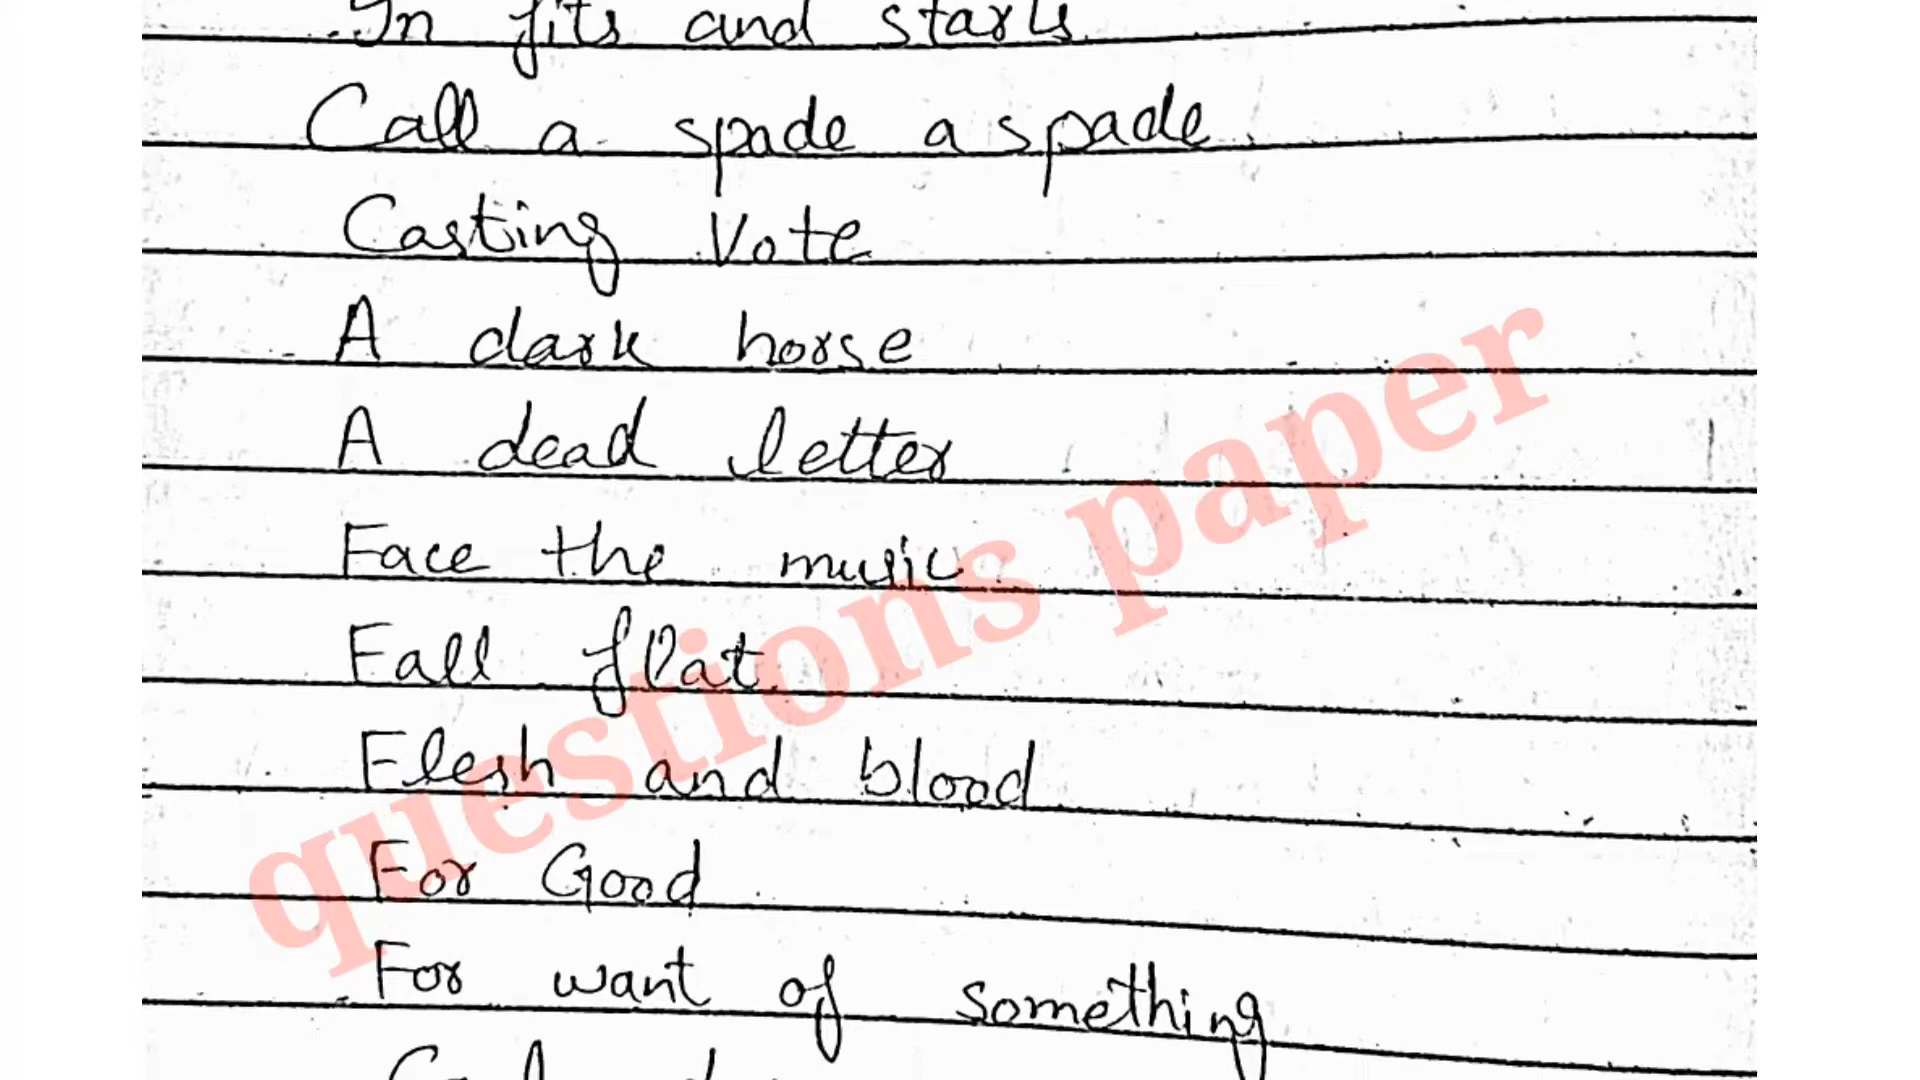 In fits and starts
Call a spade a spade
Casting Vote
A dark horse
A dead letter
Face the music
Fall flat
Flesh and blood
For Good
For want of something
questions paper